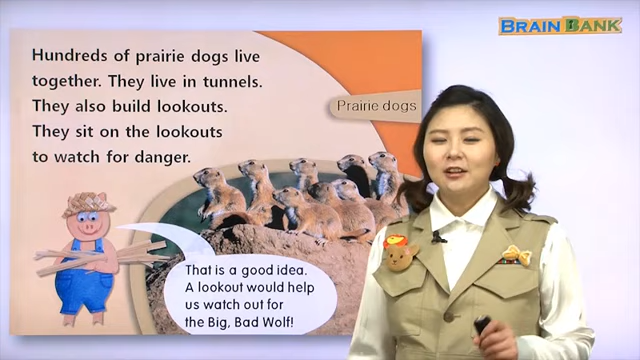 BRAIN BANK
Hundreds of prairie dogs live
together. They live in tunnels.
They also build lookouts.
They sit on the lookouts
to watch for danger.
Prairie dogs
That is a good idea.
A lookout would help
us watch out for
the Big, Bad Wolf!